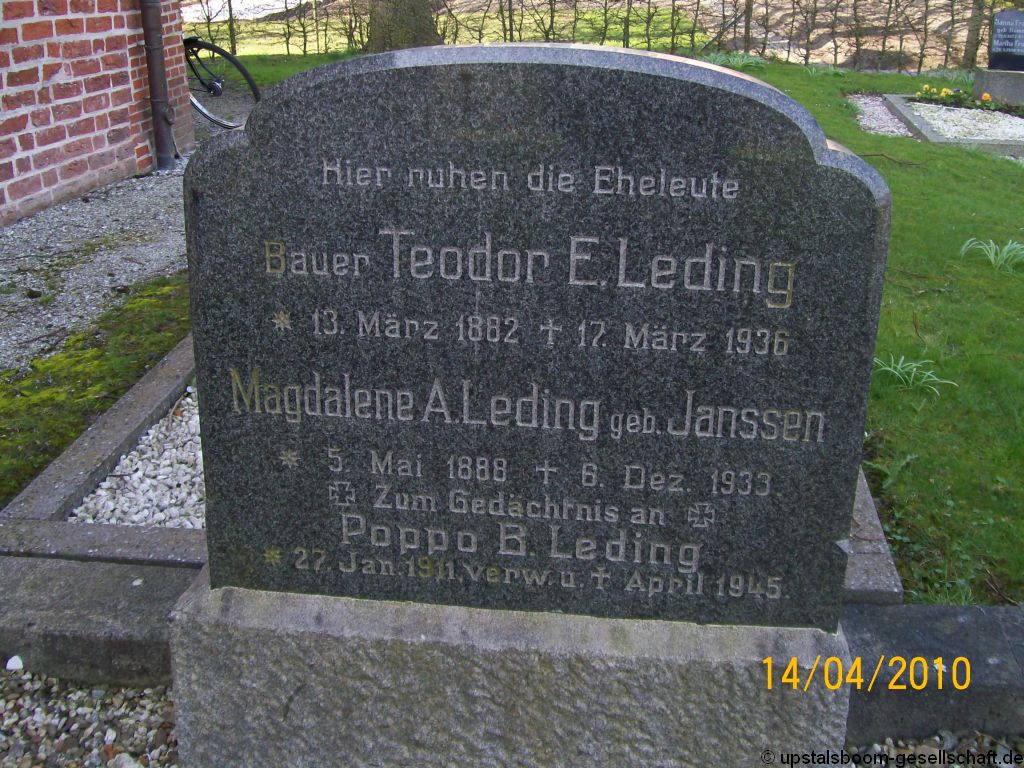 Hier ruhen die Eheleute
Bauer Teodor E. Leding
* 13. März 1882 † 17. März 1936
Magdalene A. Leding geb. Janssen
* 5. Mai 1888 † 6. Dez. 1933.
Zum Gedächtnis an
Poppo B. Leding
* 27. Jan. 1911, verw. u. † April 1945.
14/04/2010
© upstalsboom-gesellschaft.de